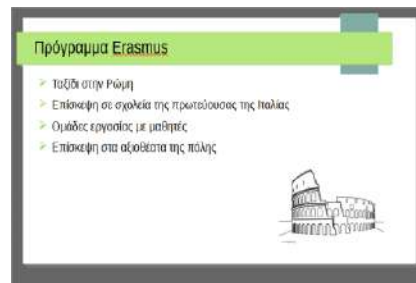 Πρόγραμμα Erasmus
Ταξίδι στην Ρώμη
Επίσκεψη σε σχολεία της πρωτεύουσας της Ιταλίας
Ομάδες εργασίας με μαθητές
Επίσκεψη στα αξιοθέατα της πόλης